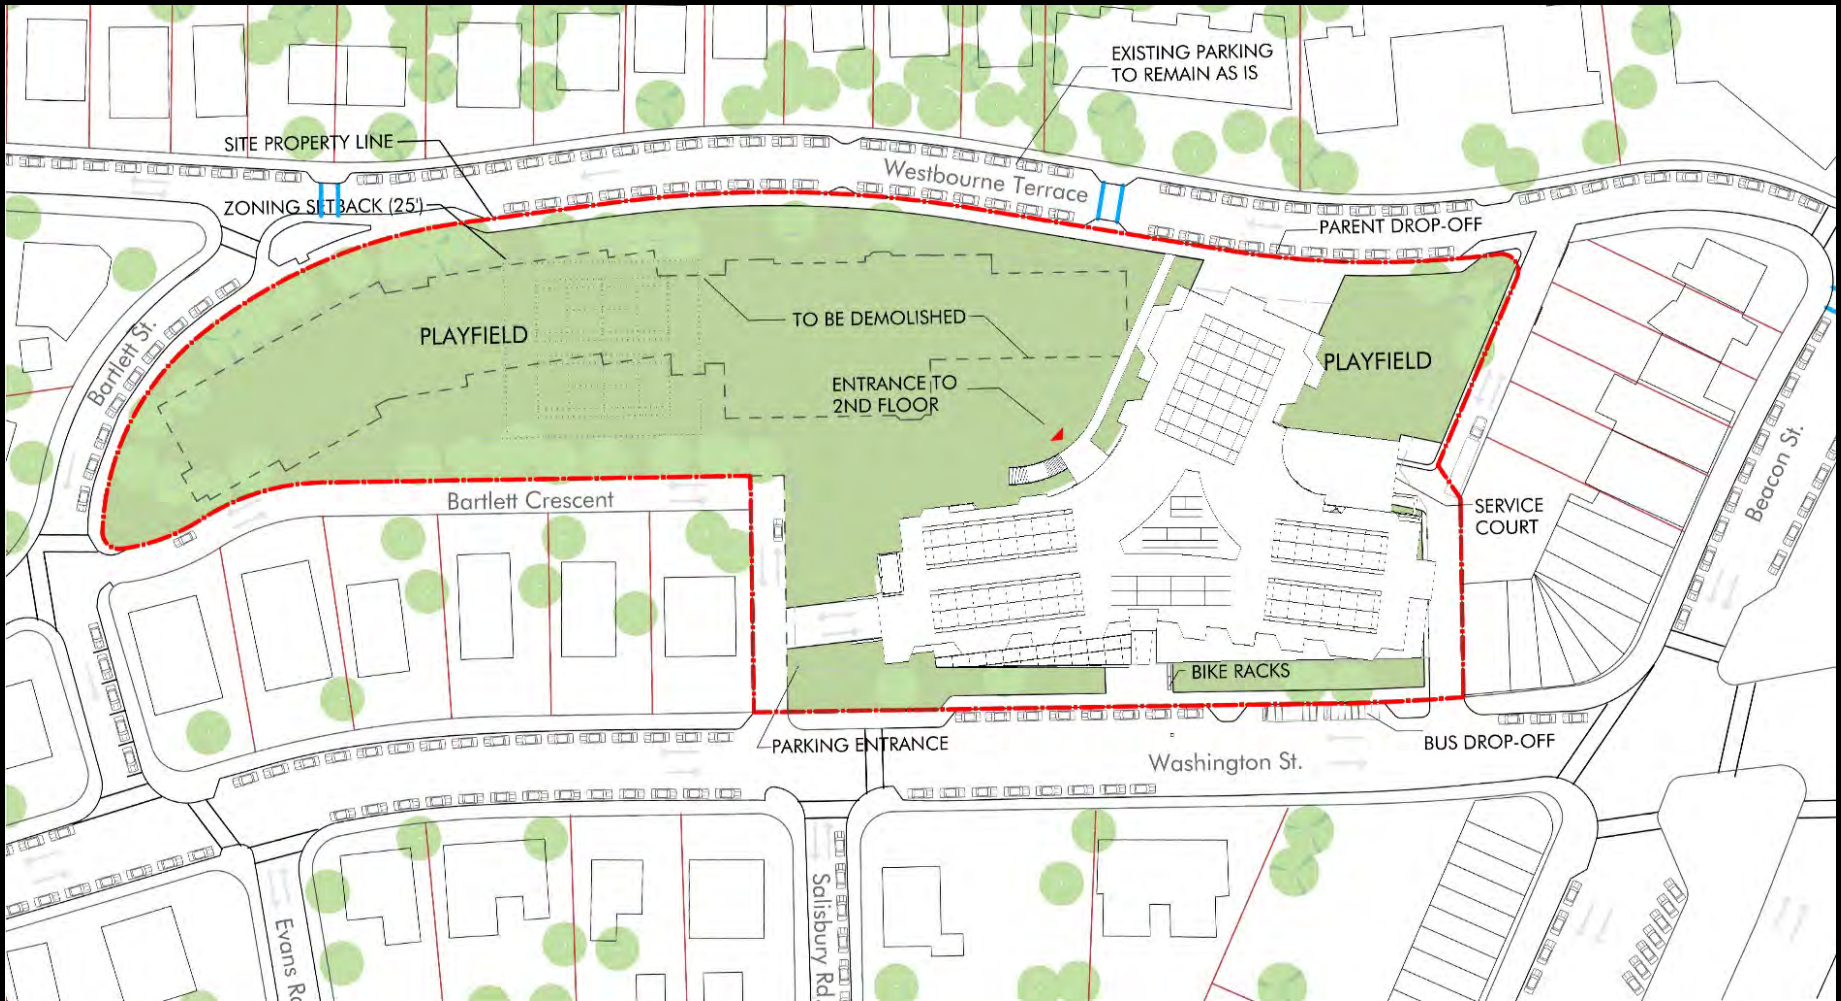 EXISTING PARKING
TO REMAIN AS IS
SITE PROPERTY LINE
Westbourne Terrace
ZONING SETBACK (25')
PARENT DROP-OFF
PLAYFIELD
TO BE DEMOLISHED
PLAYFIELD
Bartlett St.
ENTRANCE TO
2ND FLOOR
Beacon St.
Bartlett Crescent
SERVICE
COURT
BIKE RACKS
PARKING ENTRANCE
BUS DROP-OFF
Washington St.
Salisbury Rd.
Evans R